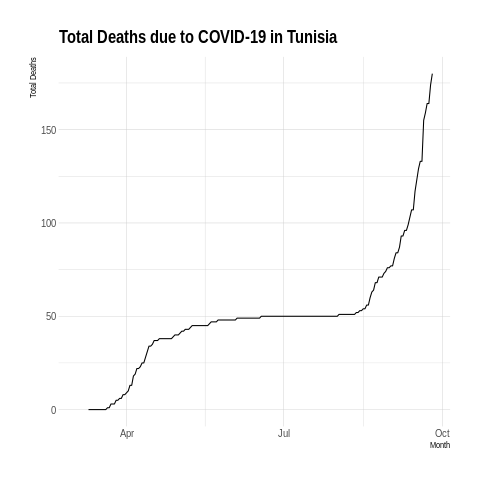 Total Deaths due to COVID-19 in Tunisia
Total Deaths
150
100
50
0
Apr
Jul
Oct
Month